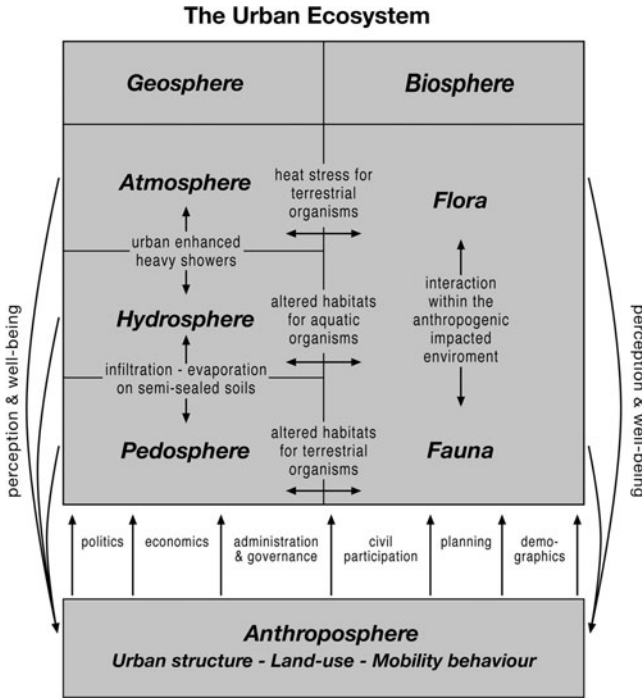 The Urban Ecosystem
Geosphere
Biosphere
Atmosphere
heat stress for
terrestrial
organisms
Flora
urban enhanced
heavy showers
Hydrosphere
altered habitats
for aquatic
organisms
interaction
within the
anthropogenic
impacted
enviroment
infiltration - evaporation
on semi-sealed soils
Pedosphere
altered habitats
for terrestrial
organisms
Fauna
perception & well-being
perception & well-being
politics
economics
administration
& governance
civil
participation
planning
demo-
graphics
Anthroposphere
Urban structure - Land-use - Mobility behaviour